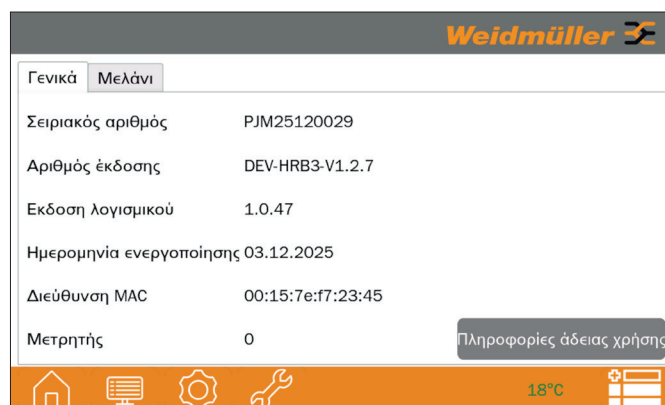 Weidmüller
Γενικά Μελάνι
Σειριακός αριθμός PJM25120029
Αριθμός έκδοσης DEV-HRB3-V1.2.7
Εκδοση λογισμικού 1.0.47
Ημερομηνία ενεργοποίησης 03.12.2025
Διεύθυνση MAC 00:15:7e:f7:23:45
Μετρητής 0 Πληροφορίες άδειας χρήσης
18°C